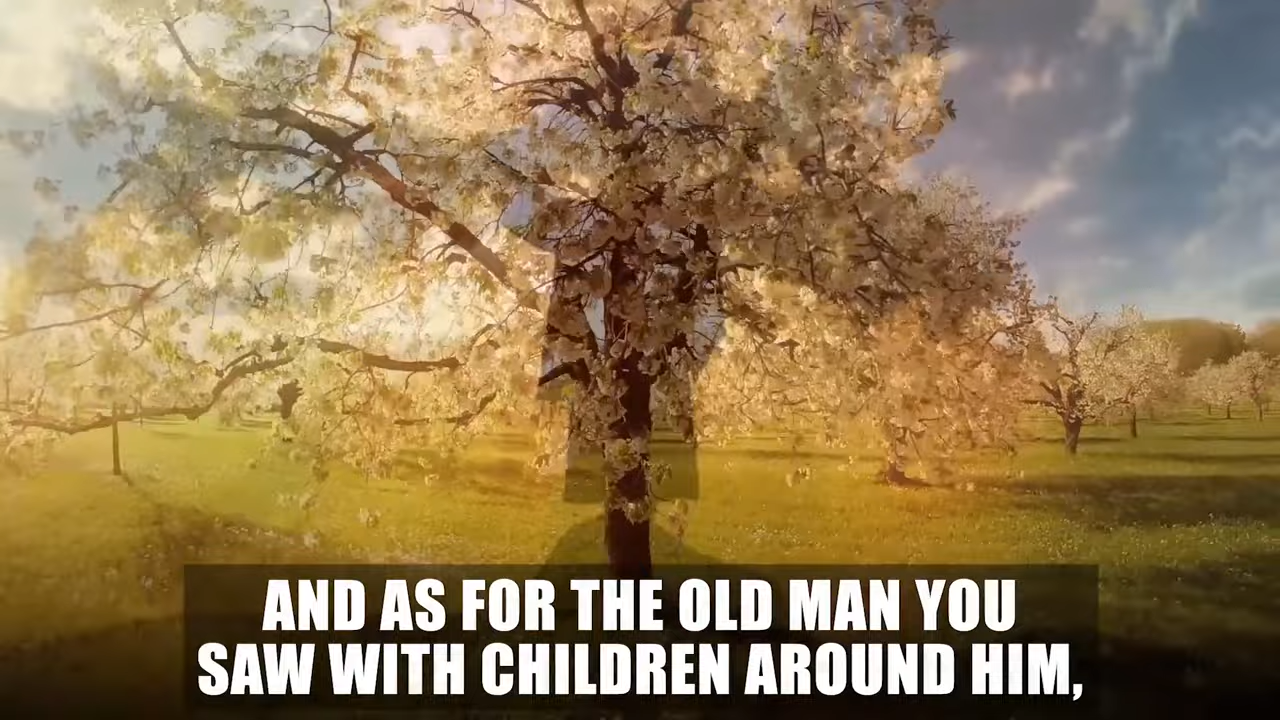 AND AS FOR THE OLD MAN YOU
SAW WITH CHILDREN AROUND HIM,